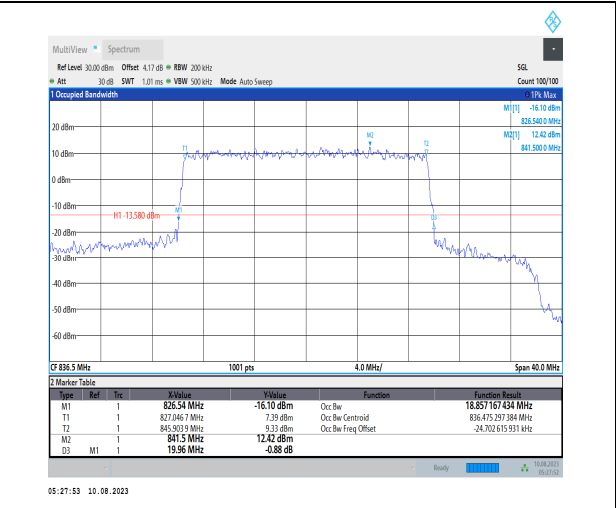 MultiView Spectrum
Ref Level 30.00 dBm Offset 4.17 dB RBW 200 kHz SGL
Att 30 dB SWT 1.01 ms VBW 500 kHz Mode Auto Sweep Count 100/100
1 Occupied Bandwidth 1Pk Max
M1[1] -16.10 dBm
826.540 0 MHz
M2[1] 12.42 dBm
841.500 0 MHz
20 dBm
10 dBm
0 dBm
-10 dBm
-20 dBm
-30 dBm
-40 dBm
-50 dBm
-60 dBm
T1
M2
T2
M1
H1 -13.580 dBm
D3
CF 836.5 MHz 1001 pts 4.0 MHz/ Span 40.0 MHz
2 Marker Table
Type Ref Trc X-Value Y-Value Function Function Result
M1 1 826.54 MHz -16.10 dBm Occ Bw 18.857 167 434 MHz
T1 1 827.046 7 MHz 7.39 dBm Occ Bw Centroid 836.475 297 384 MHz
T2 1 845.903 9 MHz 9.33 dBm Occ Bw Freq Offset -24.702 615 931 kHz
M2 1 841.5 MHz 12.42 dBm
D3 M1 1 19.96 MHz -0.88 dB
Ready 10.08.2023
05:27:52
05:27:53 10.08.2023